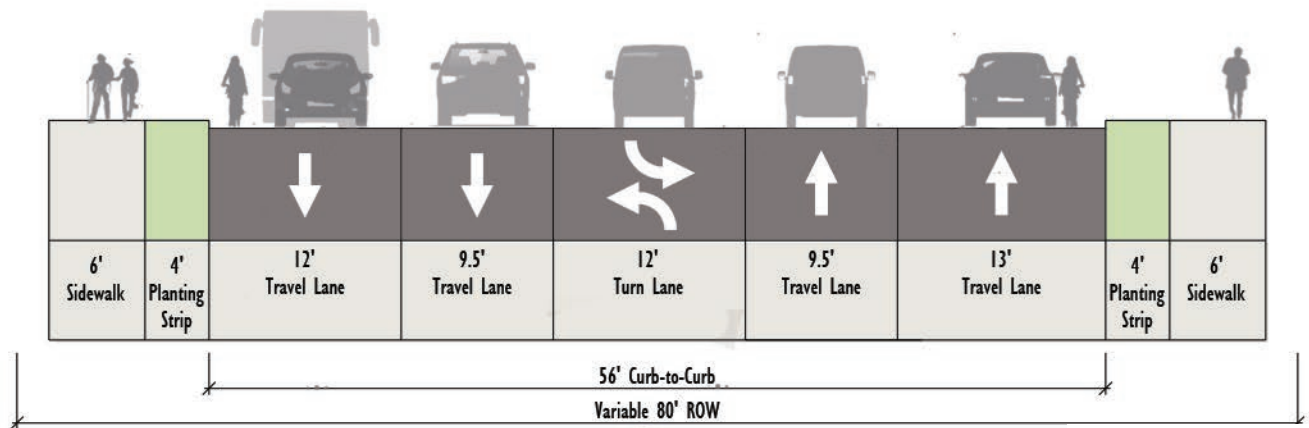 6'
Sidewalk
4'
Planting
Strip
12'
Travel Lane
9.5'
Travel Lane
12'
Turn Lane
9.5'
Travel Lane
13'
Travel Lane
4'
Planting
Strip
6'
Sidewalk
56' Curb-to-Curb
Variable 80' ROW